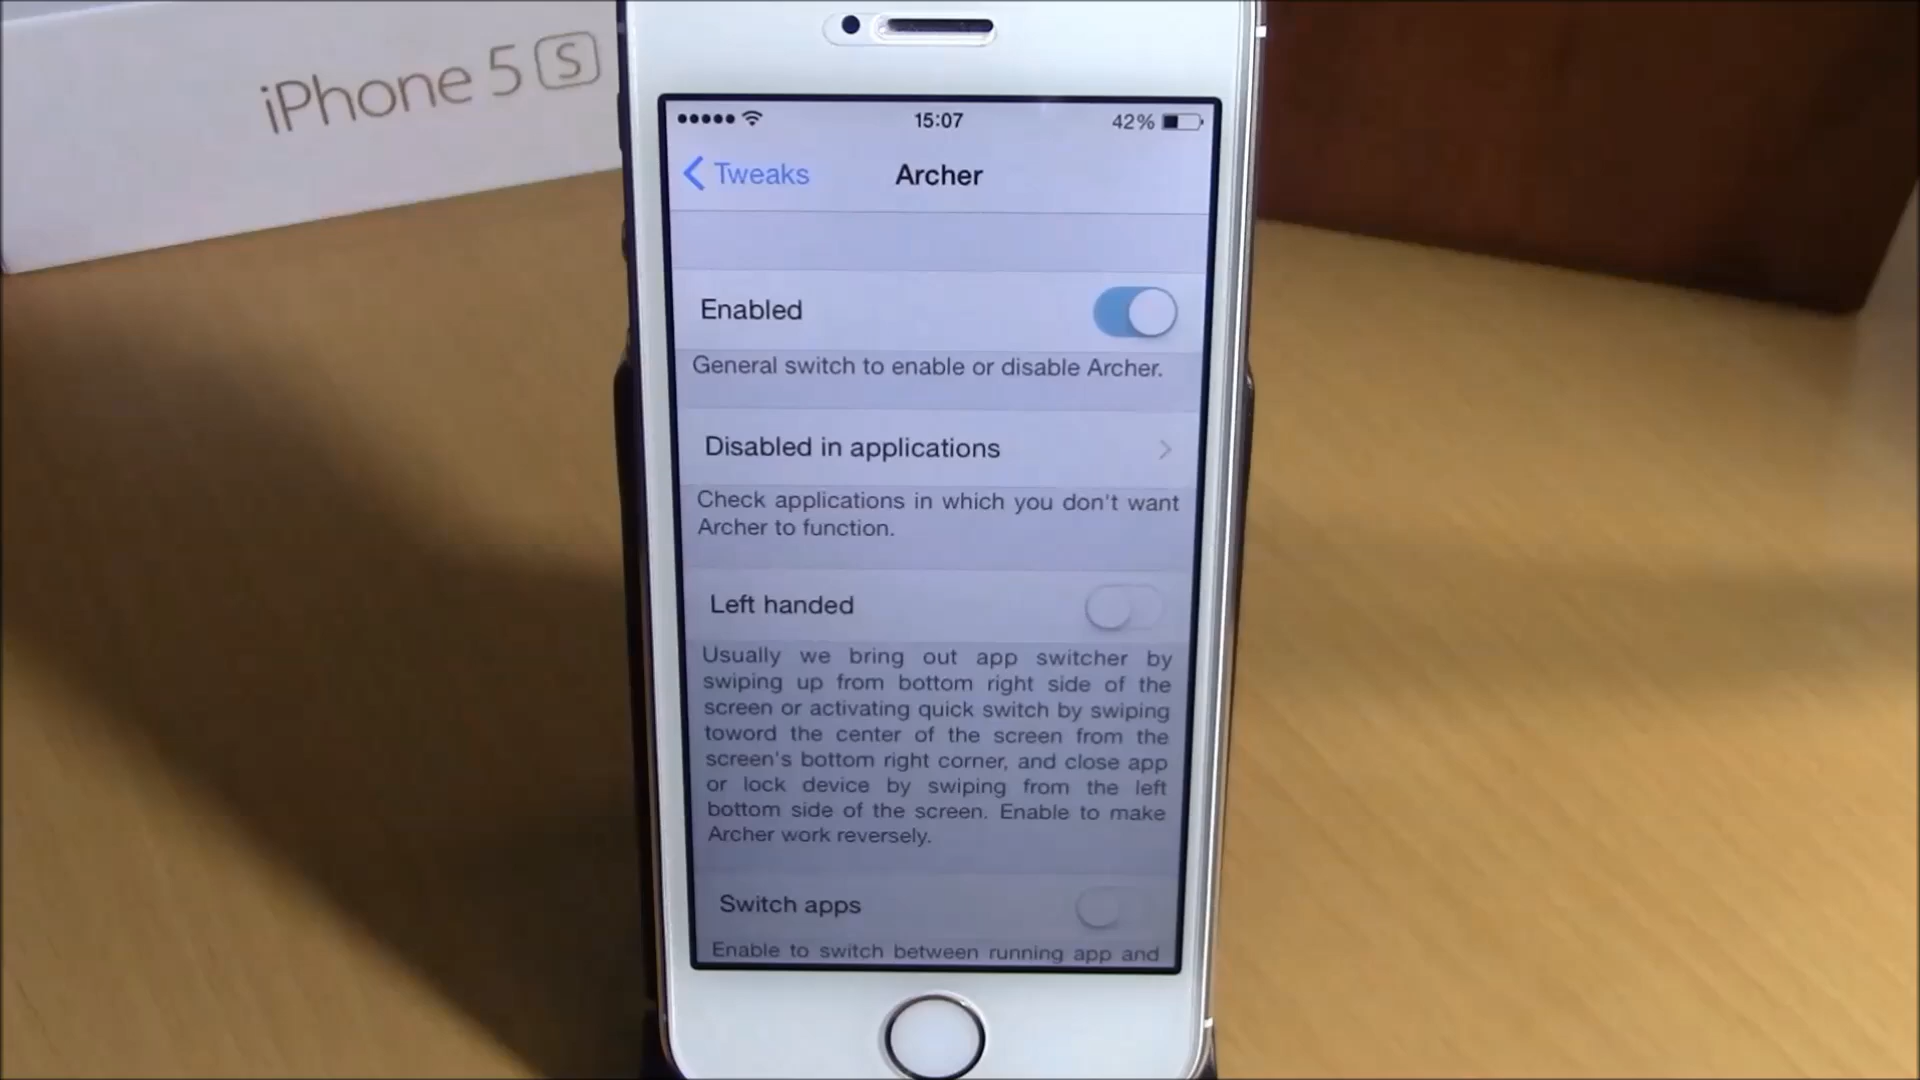 iPhone 5 S
15:07
42%
Tweaks
Archer
Enabled
General switch to enable or disable Archer.
Disabled in applications
Check applications in which you don't want
Archer to function.
Left handed
Usually we bring out app switcher by
swiping up from bottom right side of the
screen or activating quick switch by swiping
toword the center of the screen from the
screen's bottom right corner, and close app
or lock device by swiping from the left
bottom side of the screen. Enable to make
Archer work reversely.
Switch apps
Enable to switch between running app and